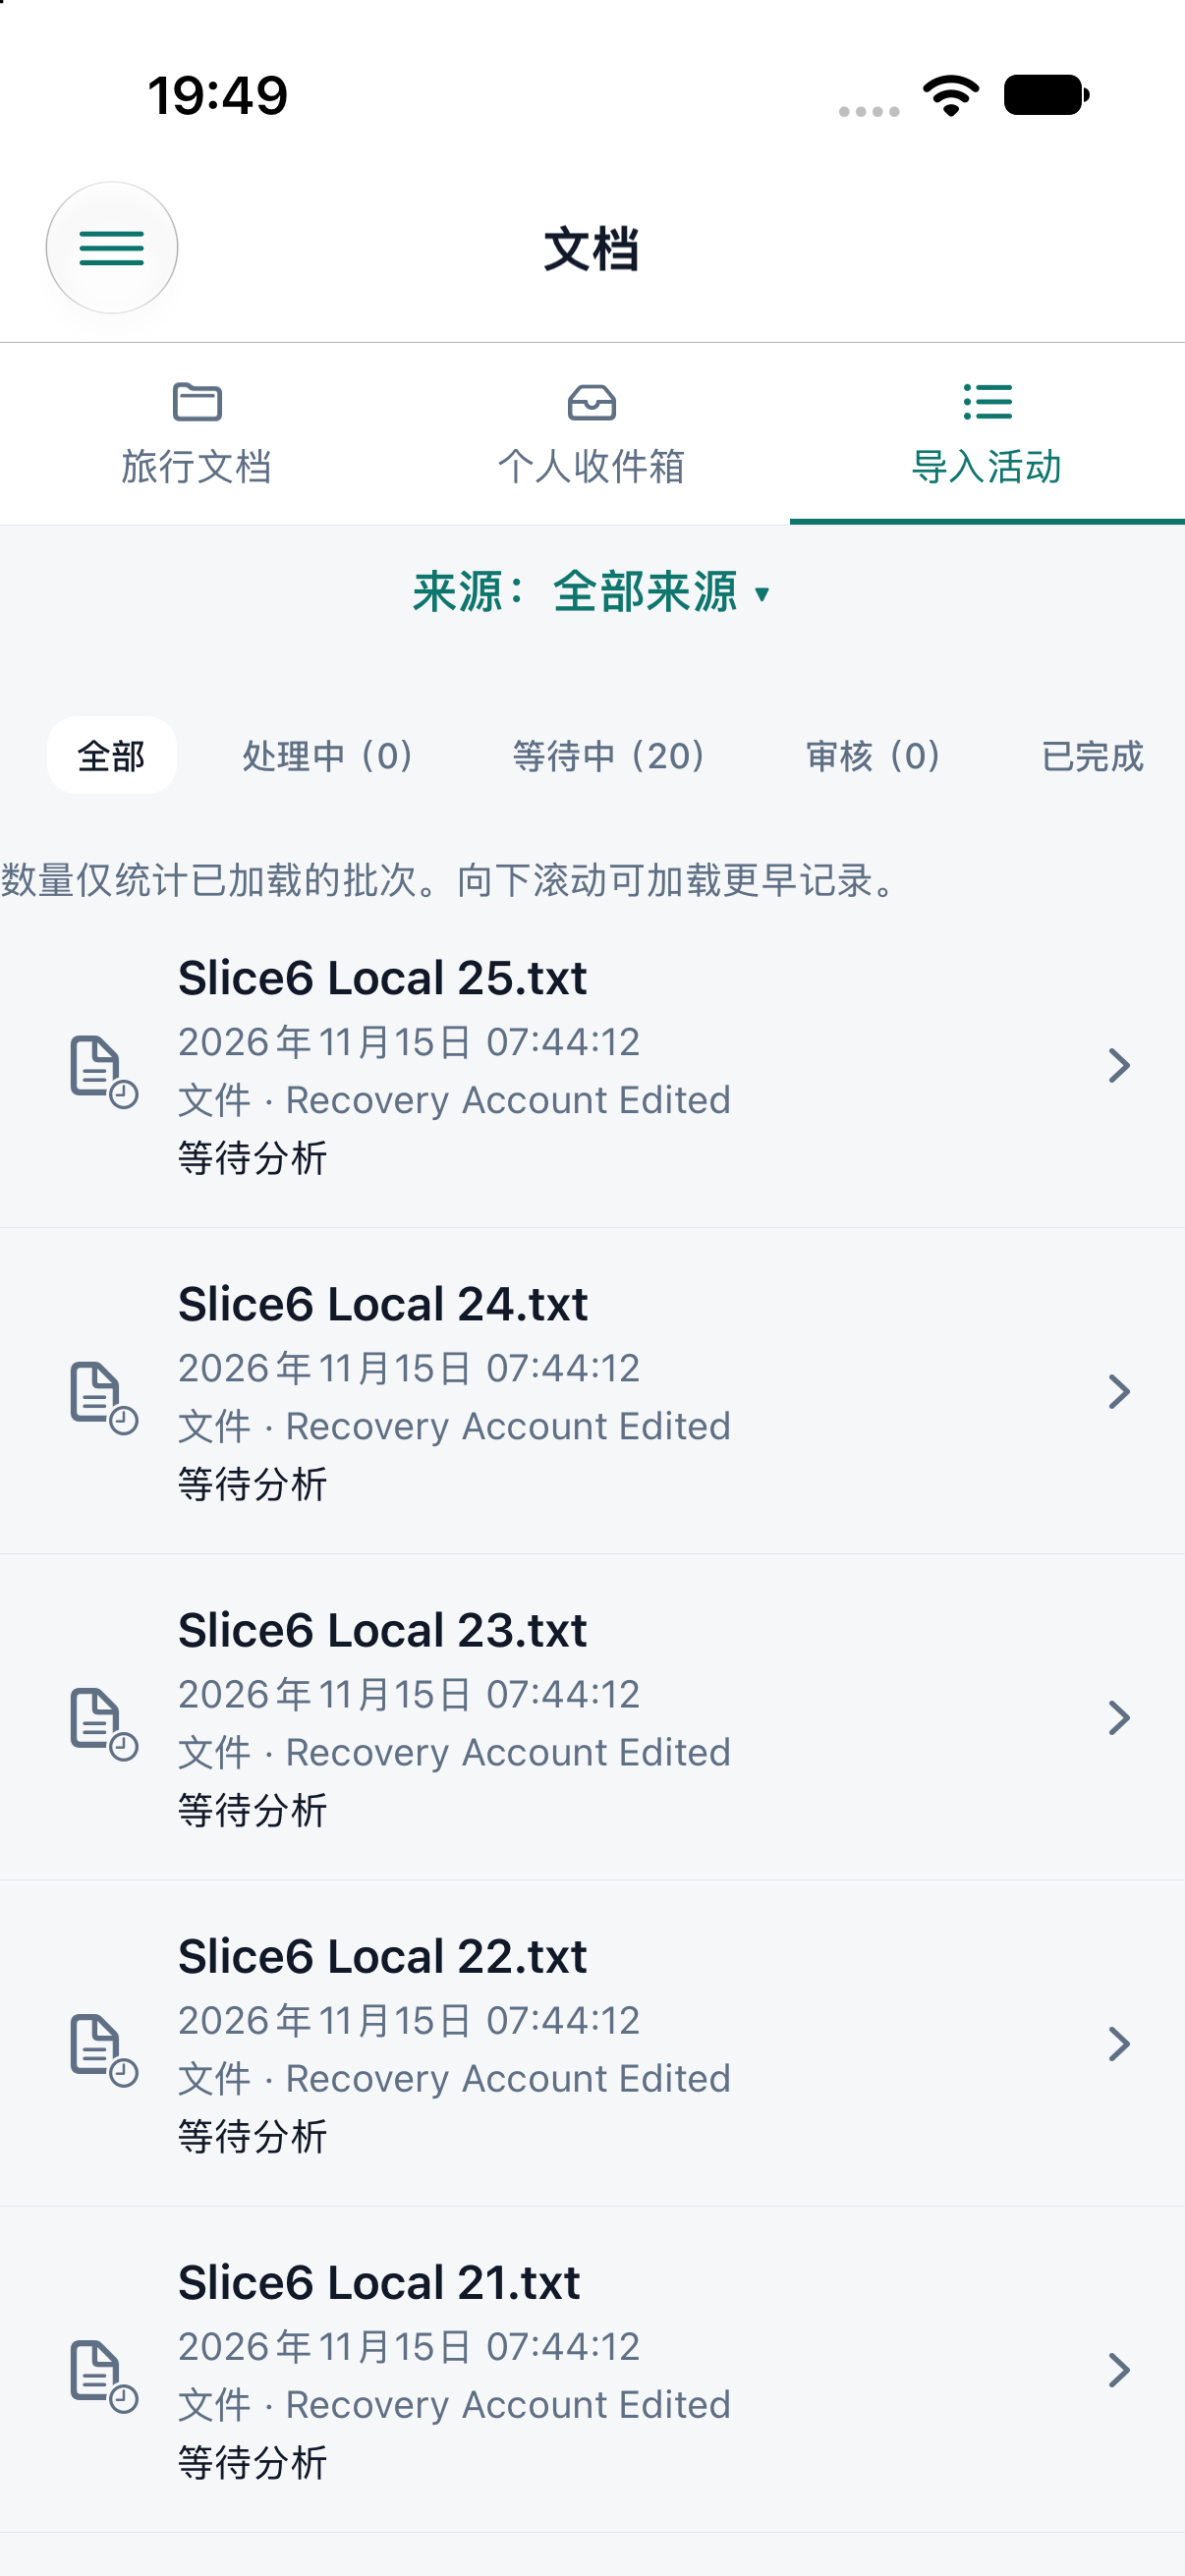 19:49
文档
旅行文档
个人收件箱
导入活动
来源：全部来源 ▾
全部
处理中（0）
等待中（20）
审核（0）
已完成
数量仅统计已加载的批次。向下滚动可加载更早记录。
Slice6 Local 25.txt
2026年11月15日 07:44:12
文件 · Recovery Account Edited
等待分析
Slice6 Local 24.txt
2026年11月15日 07:44:12
文件 · Recovery Account Edited
等待分析
Slice6 Local 23.txt
2026年11月15日 07:44:12
文件 · Recovery Account Edited
等待分析
Slice6 Local 22.txt
2026年11月15日 07:44:12
文件 · Recovery Account Edited
等待分析
Slice6 Local 21.txt
2026年11月15日 07:44:12
文件 · Recovery Account Edited
等待分析